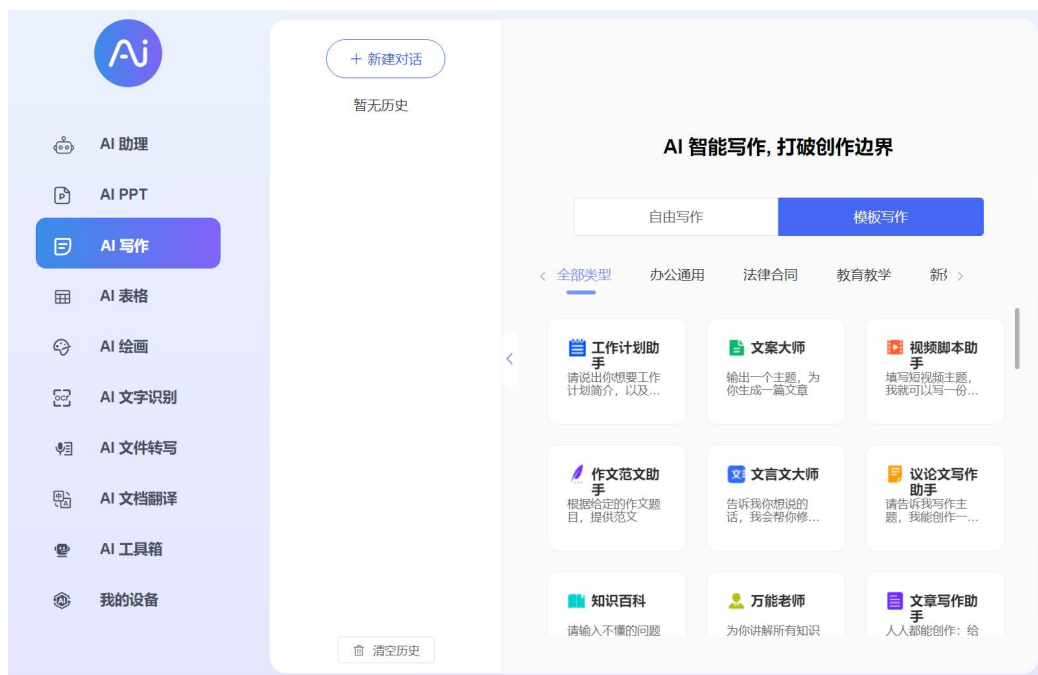 Ai
AI 助理
AI PPT
AI 写作
AI 表格
AI 绘画
ocr
AI 文字识别
AI 文件转写
AI 文档翻译
AI 工具箱
我的设备
+ 新建对话
暂无历史
清空历史
AI 智能写作, 打破创作边界
自由写作
模板写作
全部类型
办公通用
法律合同
教育教学
工作计划助
手
请说出你想要工作
计划简介，以及...
文案大师
输出一个主题，为
你生成一篇文章
视频脚本助
手
填写短视频主题，
我就可以写一份...
作文范文助
手
根据给定的作文题
目，提供范文
文言文大师
告诉我你想说的
话，我会帮你修...
议论文写作
助手
请告诉我写作主
题，我能创作一...
知识百科
请输入不懂的问题
万能老师
为你讲解所有知识
文章写作助
手
人人都能创作：给